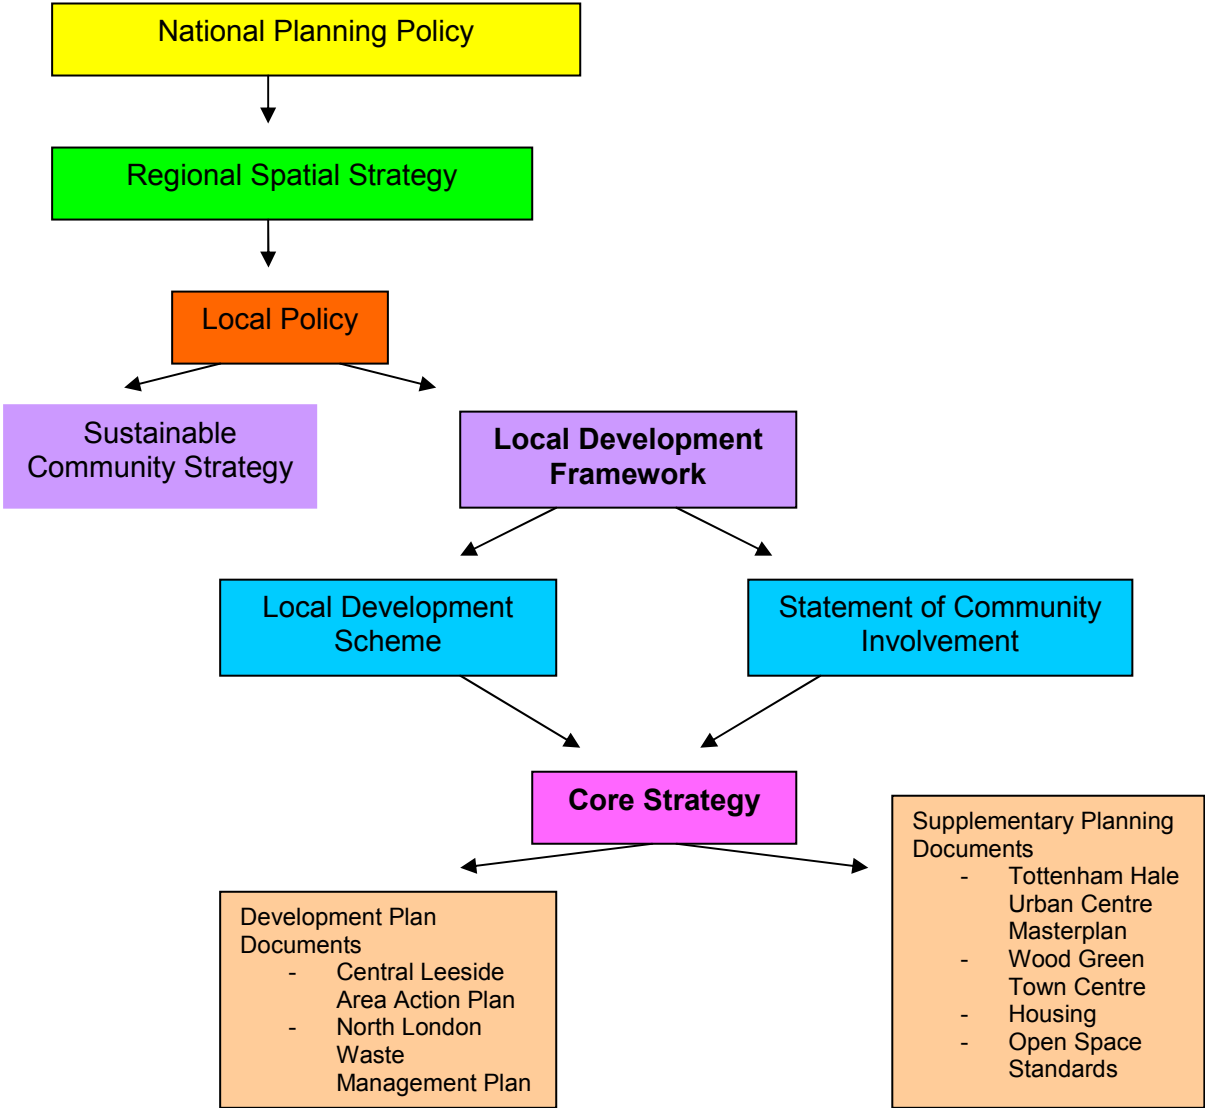 National Planning Policy
Regional Spatial Strategy
Local Policy
Sustainable
Community Strategy
Local Development
Framework
Local Development
Scheme
Statement of Community
Involvement
Core Strategy
Development Plan
Documents
- Central Leeside
Area Action Plan
- North London
Waste
Management Plan
Supplementary Planning
Documents
- Tottenham Hale
Urban Centre
Masterplan
- Wood Green
Town Centre
- Housing
- Open Space
Standards